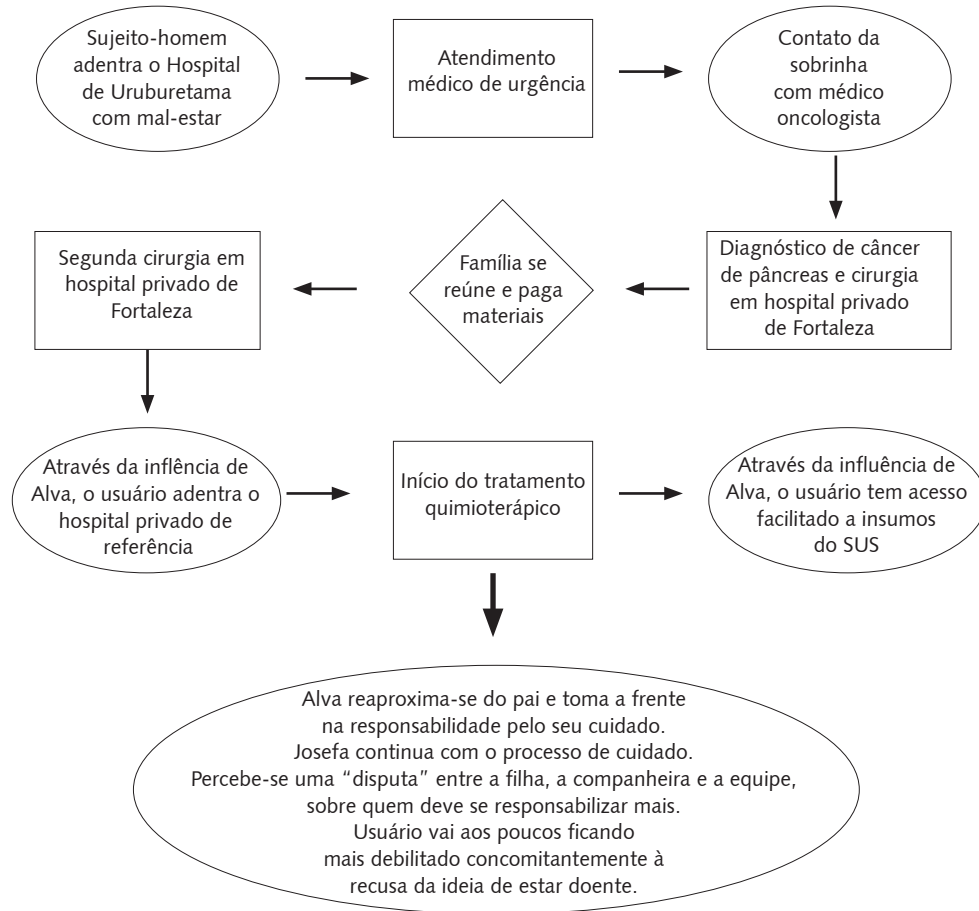 Sujeito-homem
adentra o Hospital
de Uruburetama
com mal-estar
Atendimento
médico de urgência
Contato da
sobrinha
com médico
oncologista
Diagnóstico de câncer
de pâncreas e cirurgia
em hospital privado
de Fortaleza
Família se
reúne e paga
materiais
Segunda cirurgia em
hospital privado de
Fortaleza
Através da inflência de
Alva, o usuário adentra o
hospital privado de
referência
Início do tratamento
quimioterápico
Através da influência de
Alva, o usuário tem acesso
facilitado a insumos
do SUS
Alva reaproxima-se do pai e toma a frente
na responsabilidade pelo seu cuidado.
Josefa continua com o processo de cuidado.
Percebe-se uma “disputa” entre a filha, a companheira e a equipe,
sobre quem deve se responsabilizar mais.
Usuário vai aos poucos ficando
mais debilitado concomitantemente à
recusa da ideia de estar doente.